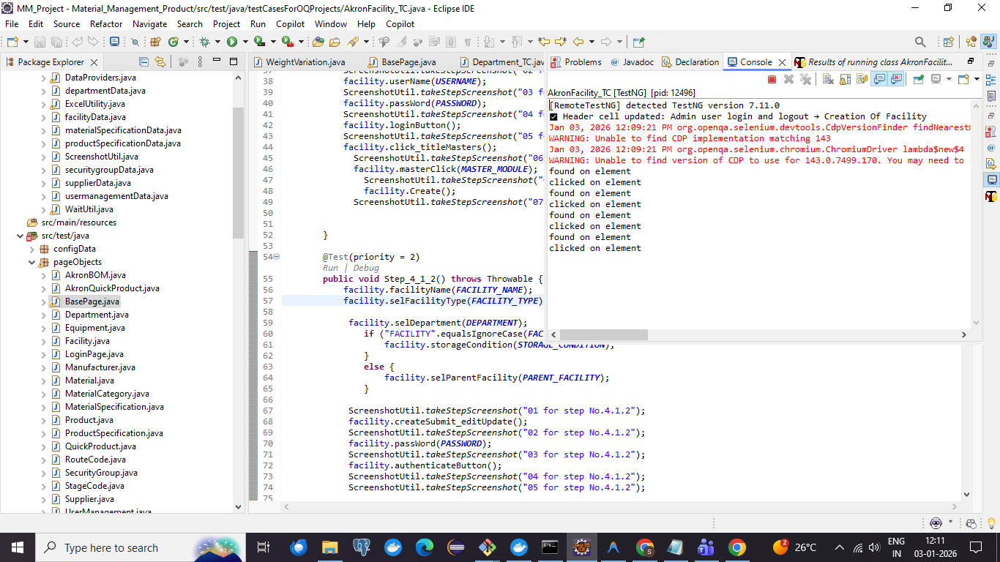 MM_Project - Material_Management_Product/src/test/java/testCasesForOQProjects/AkronFacility_TC.java - Eclipse IDE
File Edit Source Refactor Navigate Search Project Run Copilot Window Help Copilot
Package Explorer
DataProviders.java
departmentData.java
ExcelUtility.java
facilityData.java
materialSpecificationData.java
productSpecificationData.java
ScreenshotUtil.java
securitygroupData.java
supplierData.java
usermanagementData.java
WaitUtil.java
src/main/resources
src/test/java
configData
pageObjects
AkronBOM.java
AkronQuickProduct.java
BasePage.java
Department.java
Equipment.java
Facility.java
LoginPage.java
Manufacturer.java
Material.java
MaterialCategory.java
MaterialSpecification.java
Product.java
ProductSpecification.java
QuickProduct.java
RouteCode.java
SecurityGroup.java
StageCode.java
Supplier.java
UserManagement.java
WeightVariation.java BasePage.java Department_TC.jav
37 ScreenshotUtil.takeStepScreenshot("02 f
38 facility.userName(USERNAME);
39 ScreenshotUtil.takeStepScreenshot("03 f
40 facility.passWord(PASSWORD);
41 ScreenshotUtil.takeStepScreenshot("04 f
42 facility.loginButton();
43 ScreenshotUtil.takeStepScreenshot("05 f
44 facility.click_titleMasters();
45 ScreenshotUtil.takeStepScreenshot("06
46 facility.masterClick(MASTER_MODULE);
47 ScreenshotUtil.takeStepScreenshot("
48 facility.Create();
49 ScreenshotUtil.takeStepScreenshot("07
50
51
52 }
53
54 @Test(priority = 2)
Run | Debug
55 public void Step_4_1_2() throws Throwable {
56 facility.facilityName(FACILITY_NAME);
57 facility.selFacilityType(FACILITY_TYPE)
58
59 facility.selDepartment(DEPARTMENT);
60 if ("FACILITY".equalsIgnoreCase(FAC
61 facility.storageCondition(STORAGE_CONDITION);
62 }
63 else {
64 facility.selParentFacility(PARENT_FACILITY);
65 }
66
67 ScreenshotUtil.takeStepScreenshot("01 for step No.4.1.2");
68 facility.createSubmit_editUpdate();
69 ScreenshotUtil.takeStepScreenshot("02 for step No.4.1.2");
70 facility.passWord(PASSWORD);
71 ScreenshotUtil.takeStepScreenshot("03 for step No.4.1.2");
72 facility.authenticateButton();
73 ScreenshotUtil.takeStepScreenshot("04 for step No.4.1.2");
74 ScreenshotUtil.takeStepScreenshot("05 for step No.4.1.2");
75
Problems Javadoc Declaration Console Results of running class AkronFacilit...
AkronFacility_TC [TestNG] [pid: 12496]
[RemoteTestNG] detected TestNG version 7.11.0
Header cell updated: Admin user login and logout → Creation Of Facility
Jan 03, 2026 12:09:21 PM org.openqa.selenium.devtools.CdpVersionFinder findNearest
WARNING: Unable to find CDP implementation matching 143
Jan 03, 2026 12:09:21 PM org.openqa.selenium.chromium.ChromiumDriver lambda$new$4
WARNING: Unable to find version of CDP to use for 143.0.7499.170. You may need to
found on element
clicked on element
found on element
clicked on element
found on element
clicked on element
found on element
clicked on element
Type here to search
26°C
ENG
IN
12:11
03-01-2026